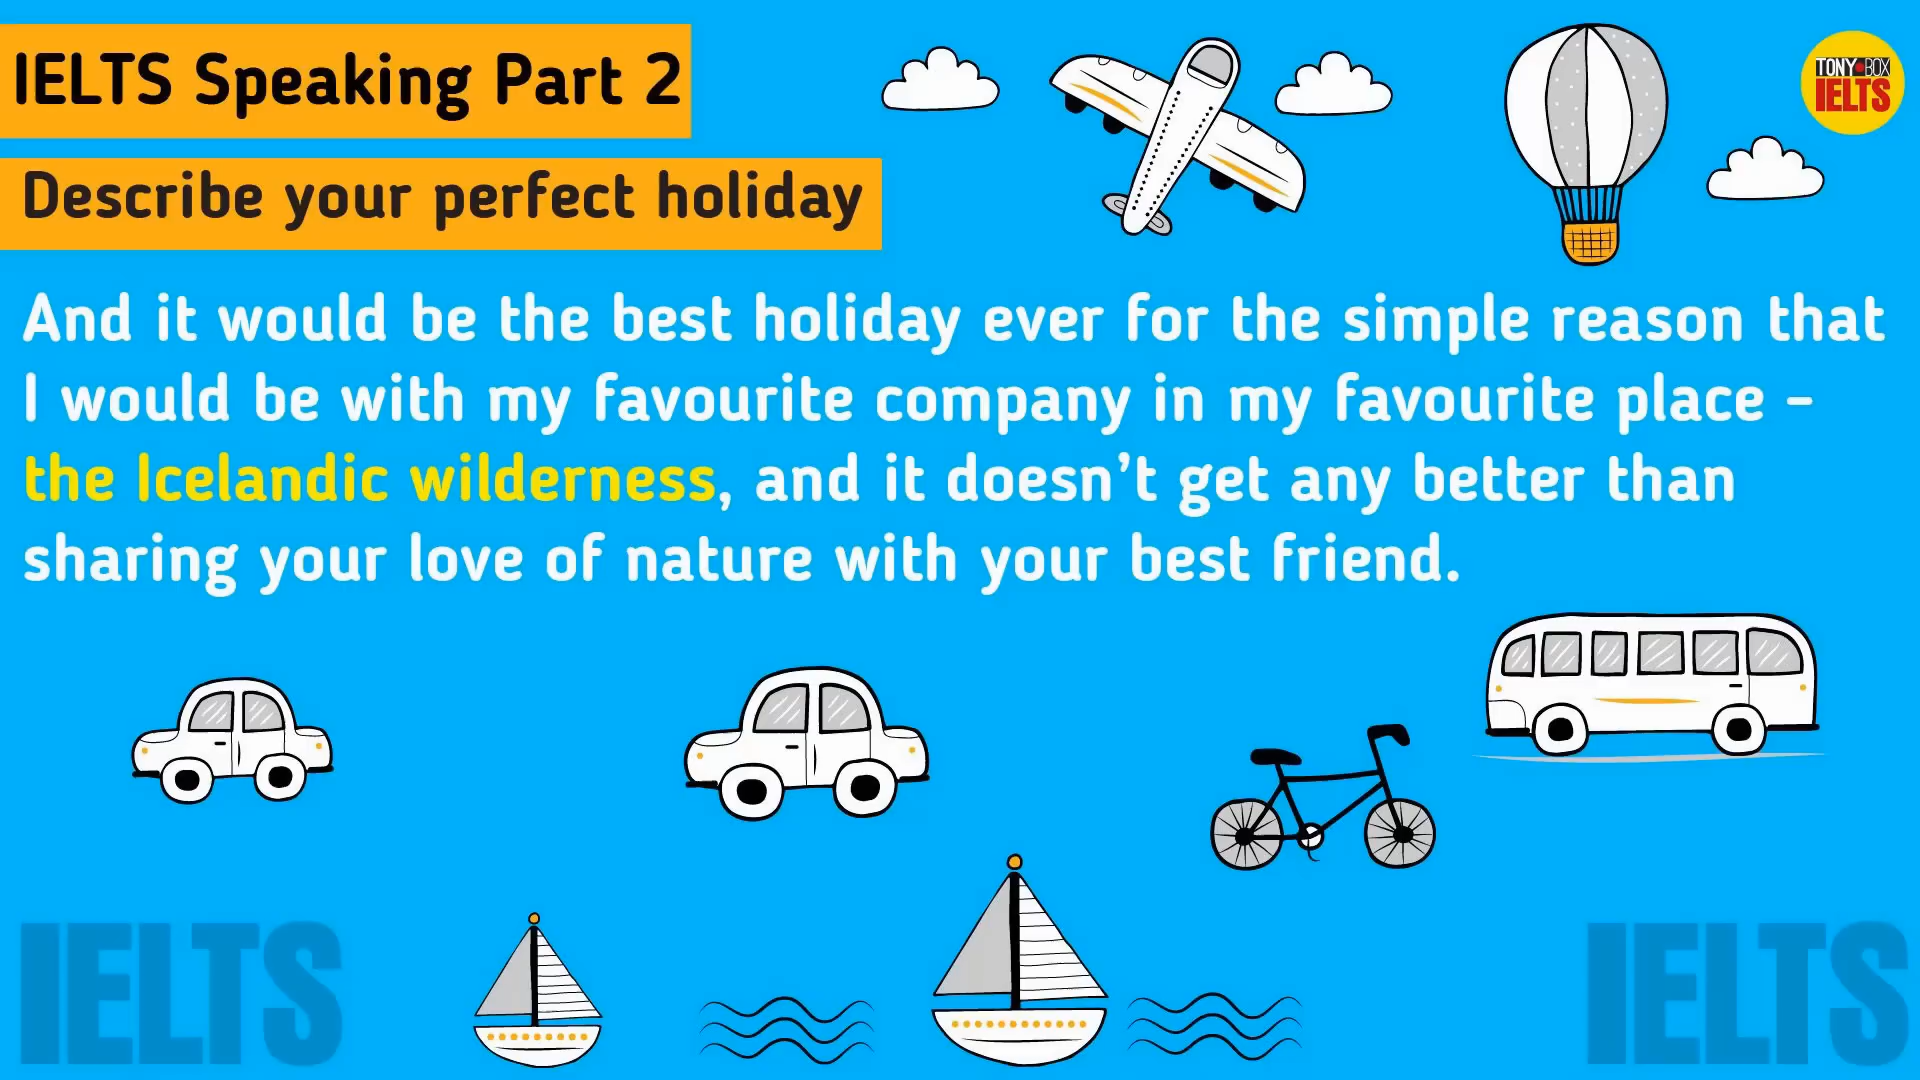 IELTS Speaking Part 2
TONY BOX
IELTS
Describe your perfect holiday
And it would be the best holiday ever for the simple reason that
I would be with my favourite company in my favourite place –
the Icelandic wilderness, and it doesn't get any better than
sharing your love of nature with your best friend.
IELTS
IELTS